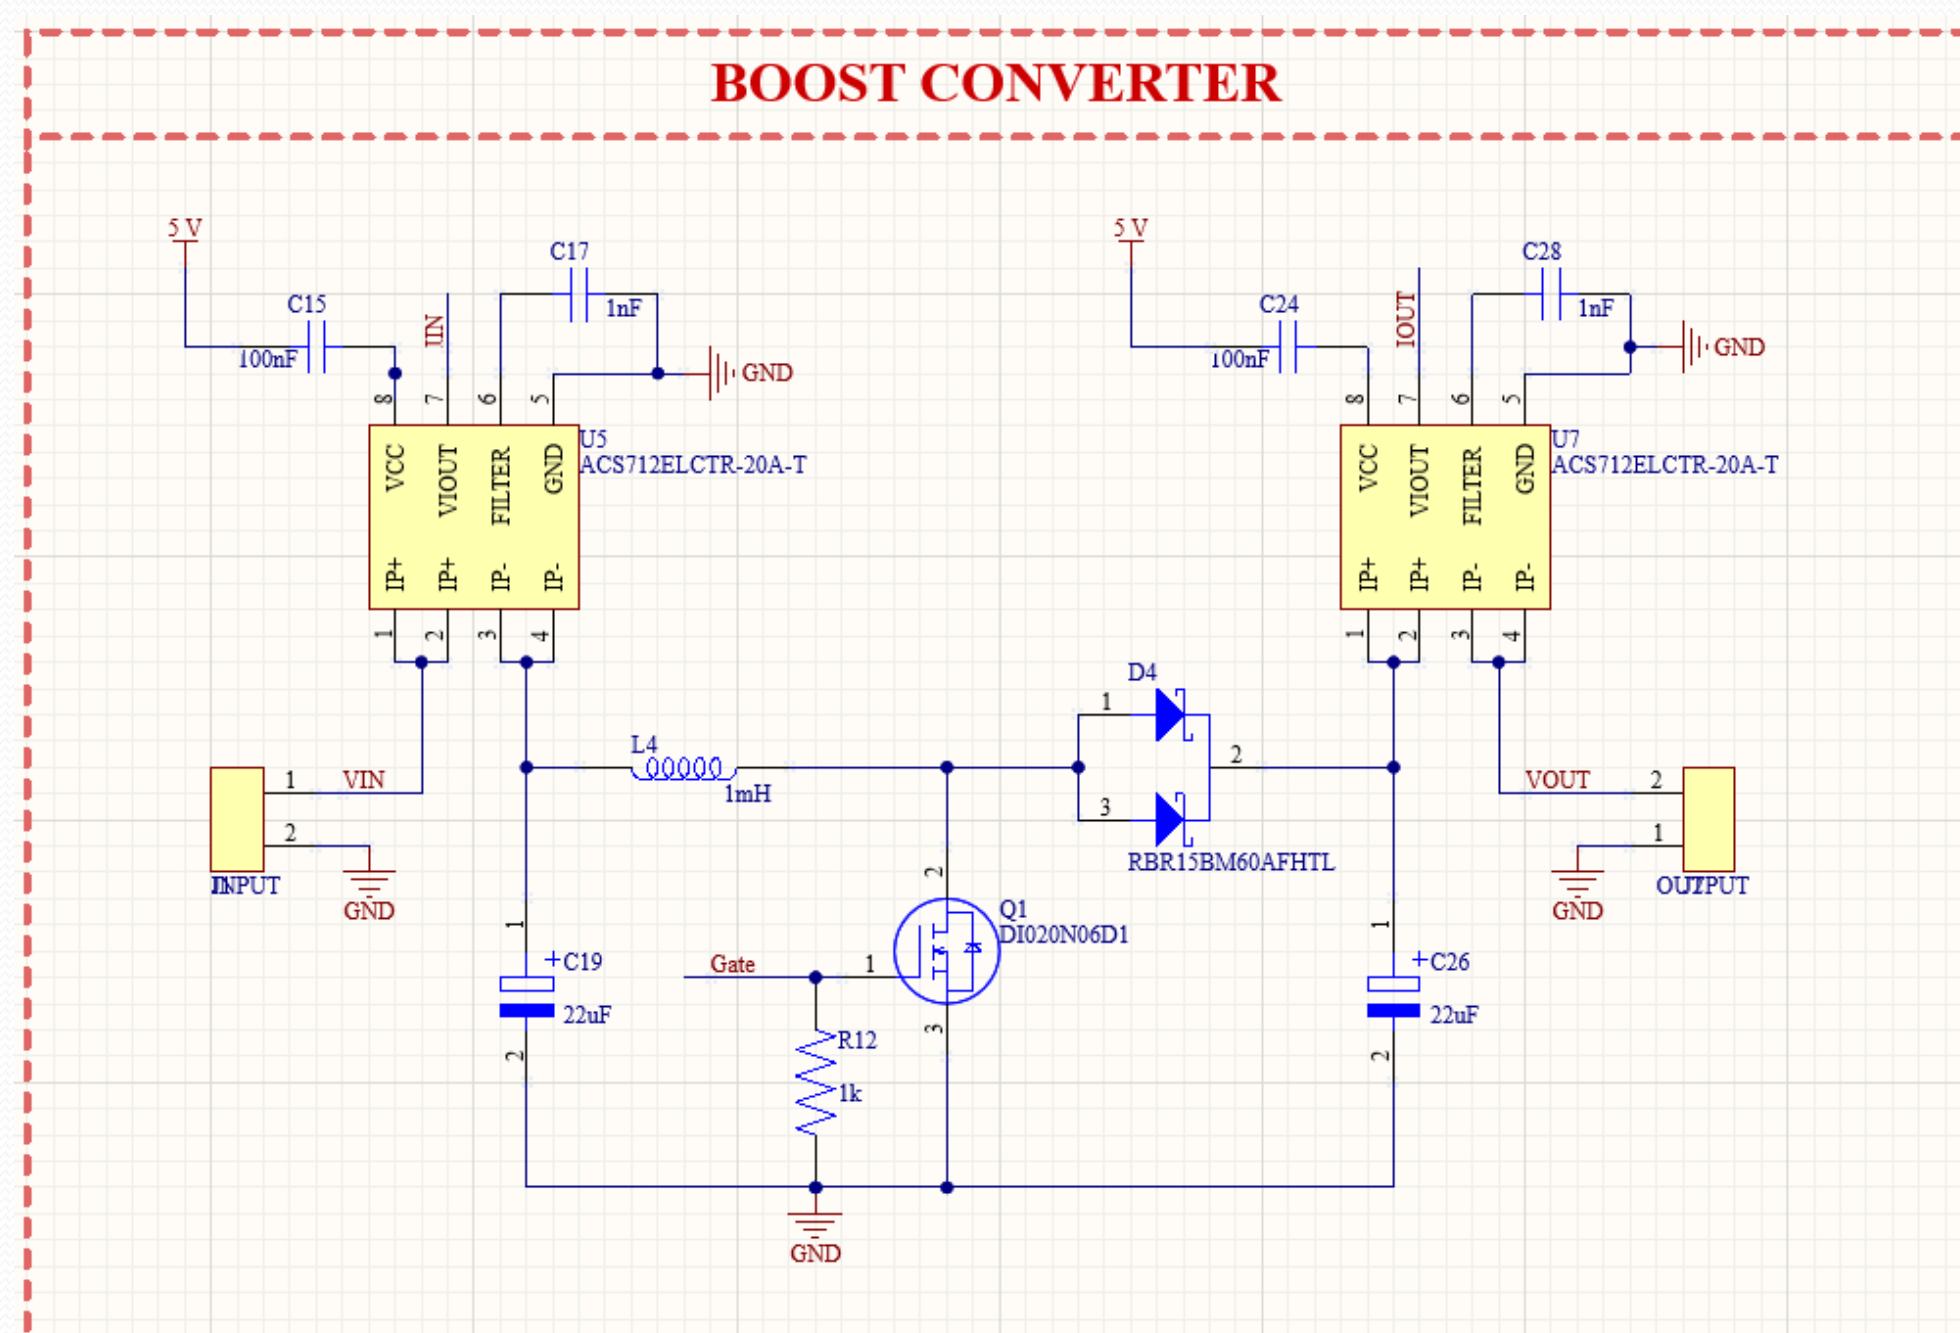 BOOST CONVERTER
5 V
C15
100nF
IIN
C17
1nF
GND
8
7
6
5
U5
ACS712ELCTR-20A-T
VCC
VIOUT
FILTER
GND
IP+
IP+
IP-
IP-
1
2
3
4
5 V
C24
100nF
IOUT
C28
1nF
GND
8
7
6
5
U7
ACS712ELCTR-20A-T
VCC
VIOUT
FILTER
GND
IP+
IP+
IP-
IP-
1
2
3
4
1
VIN
2
INPUT
GND
L4
1mH
D4
1
3
2
RBR15BM60AFHTL
VOUT
2
1
OUTPUT
GND
1
+C19
22uF
2
Gate
1
2
Q1
DI020N06D1
3
R12
1k
GND
1
+C26
22uF
2